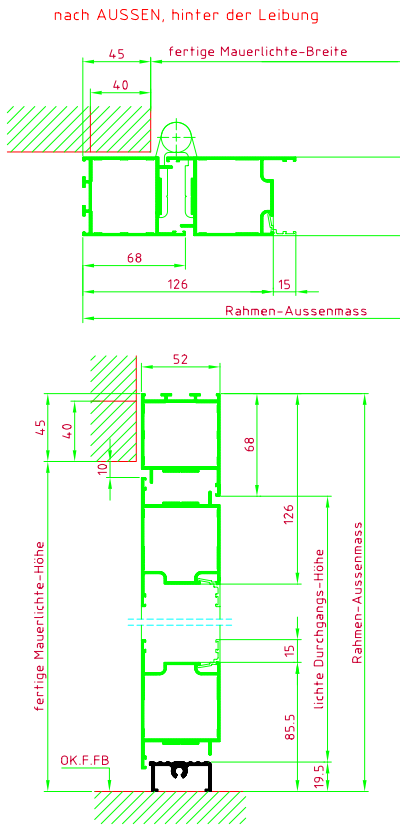 nach AUSSEN, hinter der Leibung
45
fertige Mauerlichte-Breite
40
68
126
15
Rahmen-Aussenmass
52
45
40
10
68
126
fertige Mauerlichte-Höhe
lichte Durchgangs-Höhe
Rahmen-Aussenmass
15
85.5
OK.F.FB
19.5